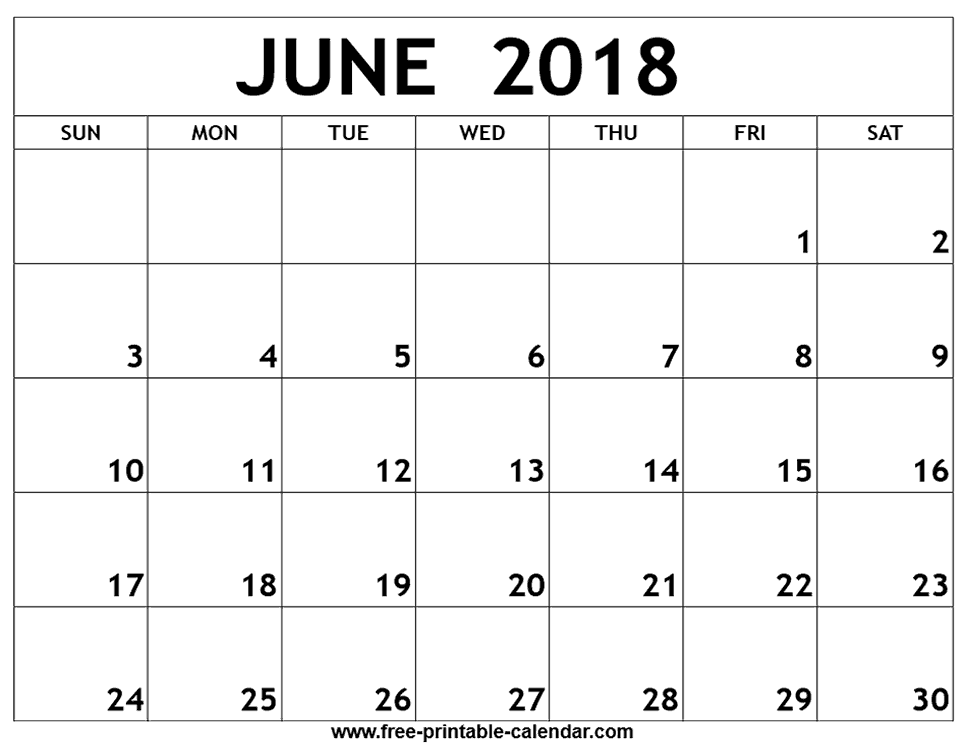 JUNE 2018
SUN MON TUE WED THU FRI SAT
1 2
3 4 5 6 7 8 9
10 11 12 13 14 15 16
17 18 19 20 21 22 23
24 25 26 27 28 29 30
www.free-printable-calendar.com